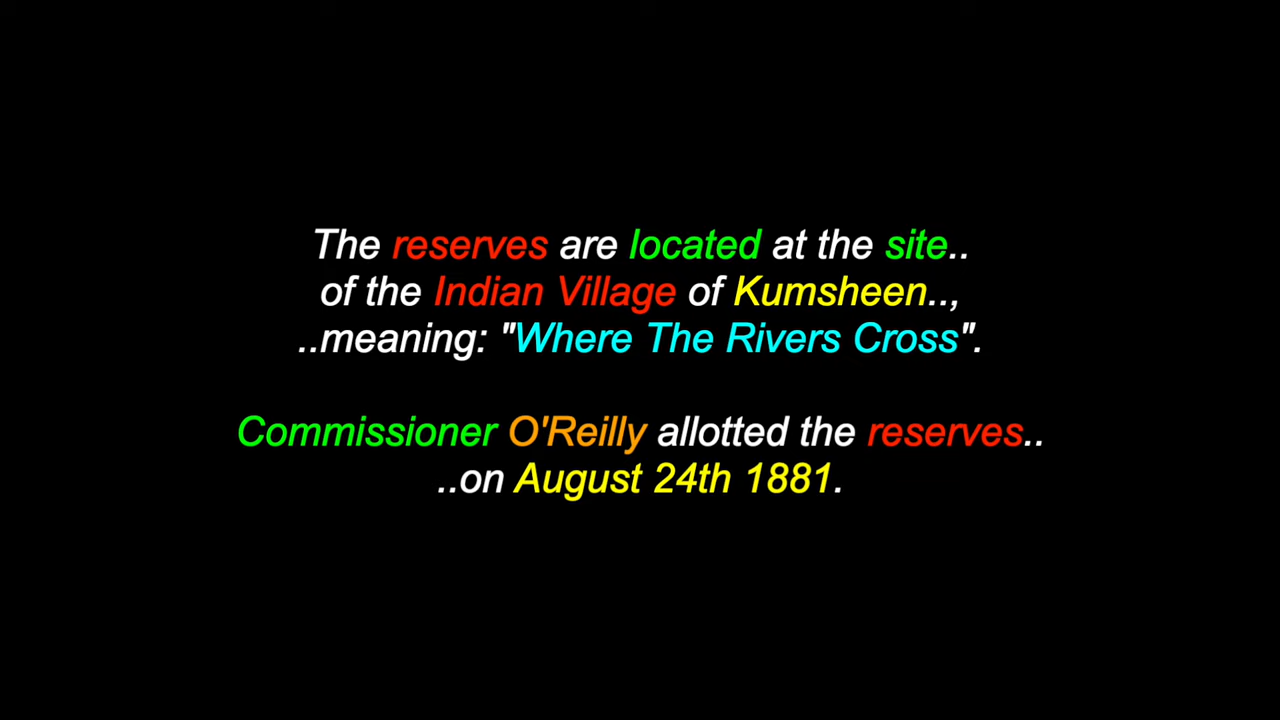 The reserves are located at the site..
of the Indian Village of Kumsheen..,
..meaning: "Where The Rivers Cross".
Commissioner O'Reilly allotted the reserves..
..on August 24th 1881.